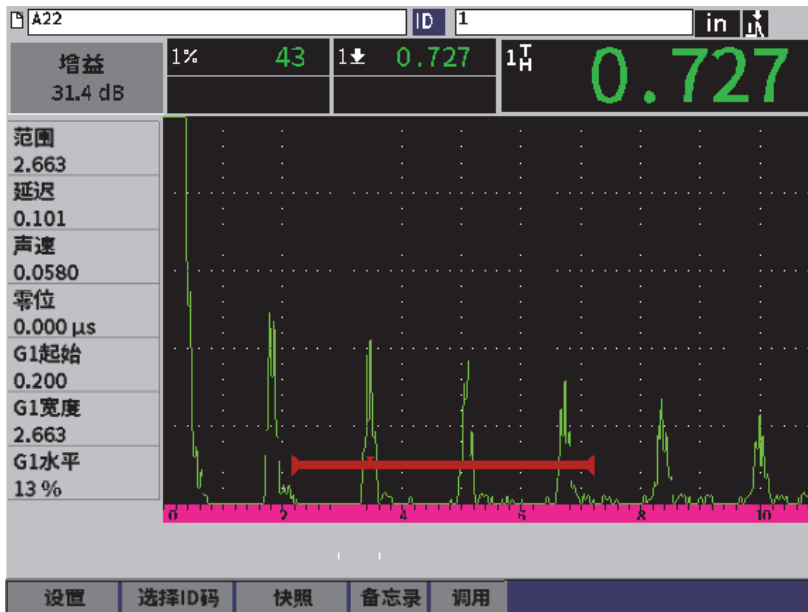 A22 ID 1 in
增益
31.4 dB
1% 43
1 0.727
1TH 0.727
范围
2.663
延迟
0.101
声速
0.0580
零位
0.000 μs
G1起始
0.200
G1宽度
2.663
G1水平
13 %
0 2 4 6 8 10
设置 选择ID码 快照 备忘录 调用